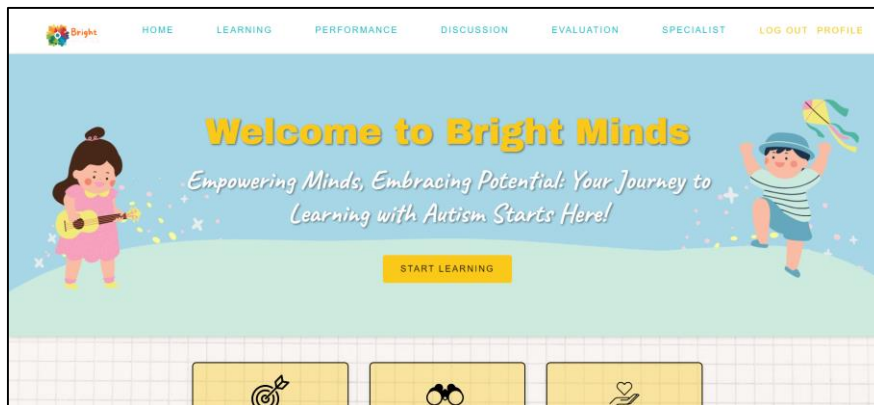 Bright
HOME LEARNING PERFORMANCE DISCUSSION EVALUATION SPECIALIST LOG OUT PROFILE
Welcome to Bright Minds
Empowering Minds, Embracing Potential: Your Journey to
Learning with Autism Starts Here!
START LEARNING